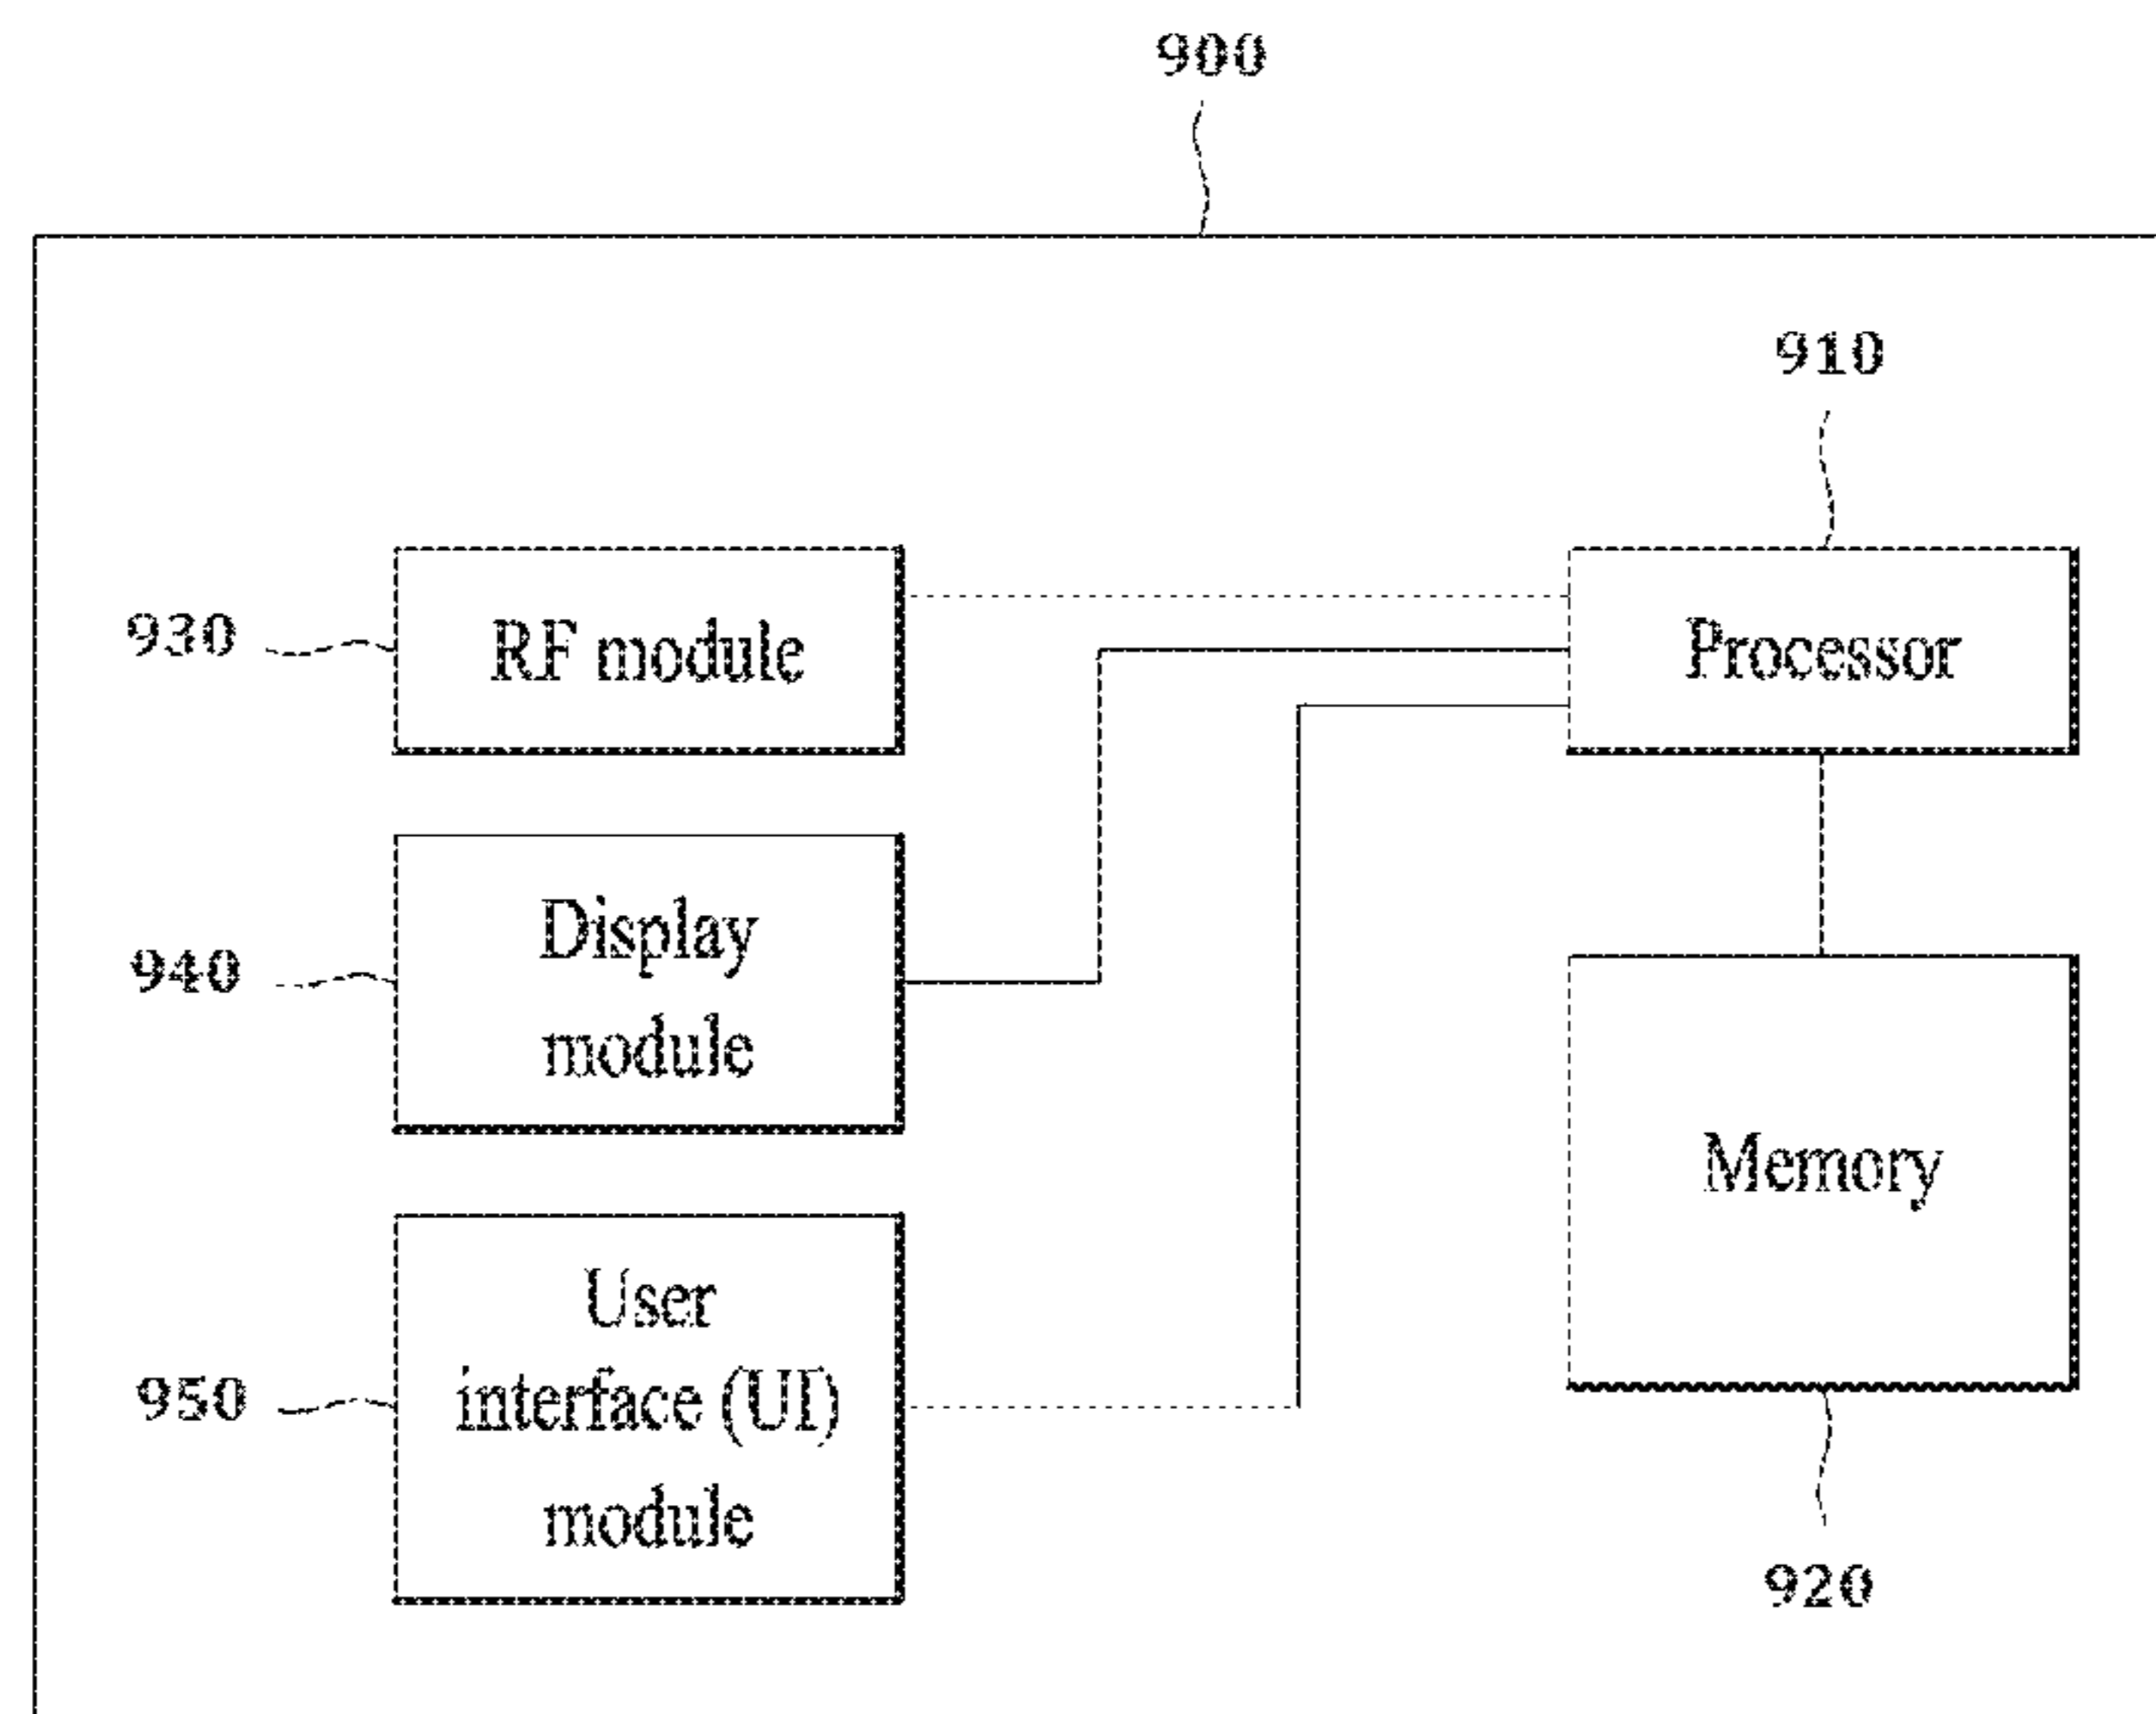 900
910
930
RF module
Processor
940
Display
module
Memory
950
User
interface (UI)
module
920